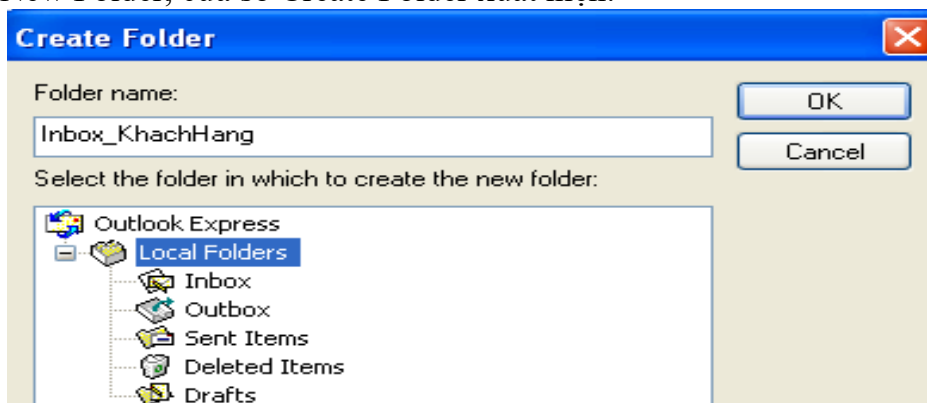 Create Folder
Folder name:
OK
Inbox_KhachHang
Cancel
Select the folder in which to create the new folder:
Outlook Express
Local Folders
Inbox
Outbox
Sent Items
Deleted Items
Drafts